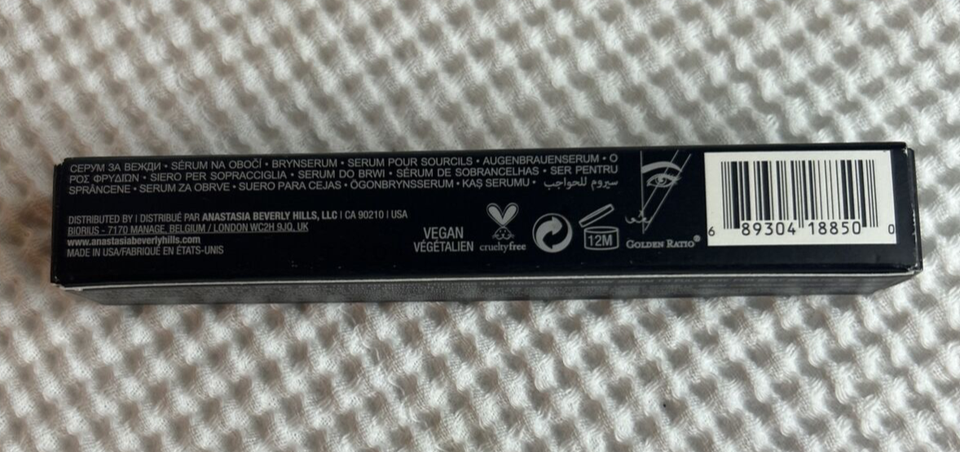 СЕРУМ ЗА ВЕЖДИ • SÉRUM NA OBOČÍ • BRYNSERUM • SERUM POUR SOURCILS • AUGENBRAUENSERUM • Ο
ΡΟΣ ΦΡΥΔΙΩΝ • SIERO PER SOPRACCIGLIA • SERUM DO BRWI • SÉRUM DE SOBRANCELHAS • SER PENTRU
SPRÂNCENE • SERUM ZA OBRVE • SUERO PARA CEJAS • ÖGONBRYNSSERUM • KAŞ SERUMU • سيروم للحواجب
DISTRIBUTED BY | DISTRIBUÉ PAR ANASTASIA BEVERLY HILLS, LLC | CA 90210 | USA
BIORIUS - 7170 MANAGE, BELGIUM / LONDON WC2H 9JQ, UK
www.anastasiabeverlyhills.com
MADE IN USA/FABRIQUÉ EN ÉTATS-UNIS
VEGAN
VÉGÉTALIEN
crueltyfree
12M
GOLDEN RATIO®
6 89304 18850 0